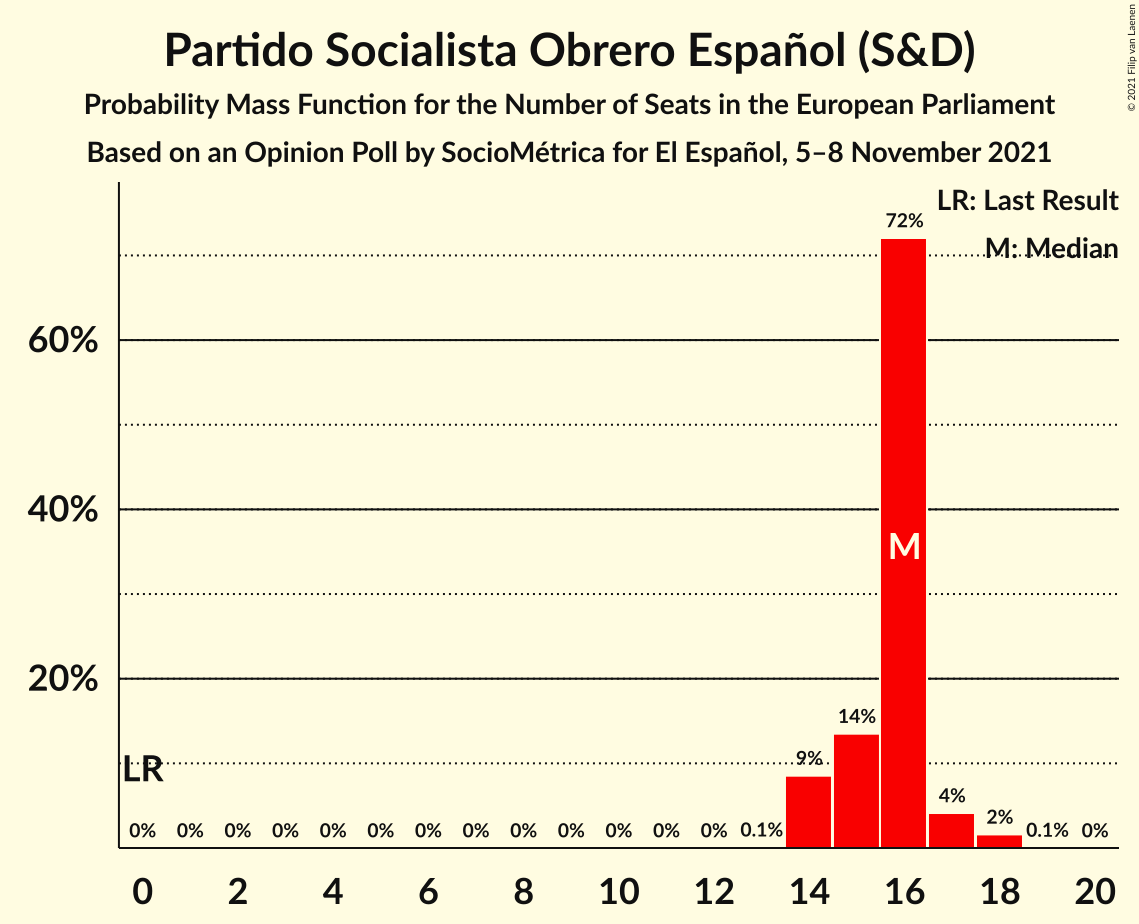 Partido Socialista Obrero Español (S&D)
Probability Mass Function for the Number of Seats in the European Parliament
Based on an Opinion Poll by SocioMétrica for El Español, 5–8 November 2021
© 2021 Filip van Laenen
LR: Last Result
M: Median
72%
60%
40%
M
20%
14%
9%
LR
4%
2%
0% 0% 0% 0% 0% 0% 0% 0% 0% 0% 0% 0% 0% 0.1% 0.1% 0%
0 2 4 6 8 10 12 14 16 18 20